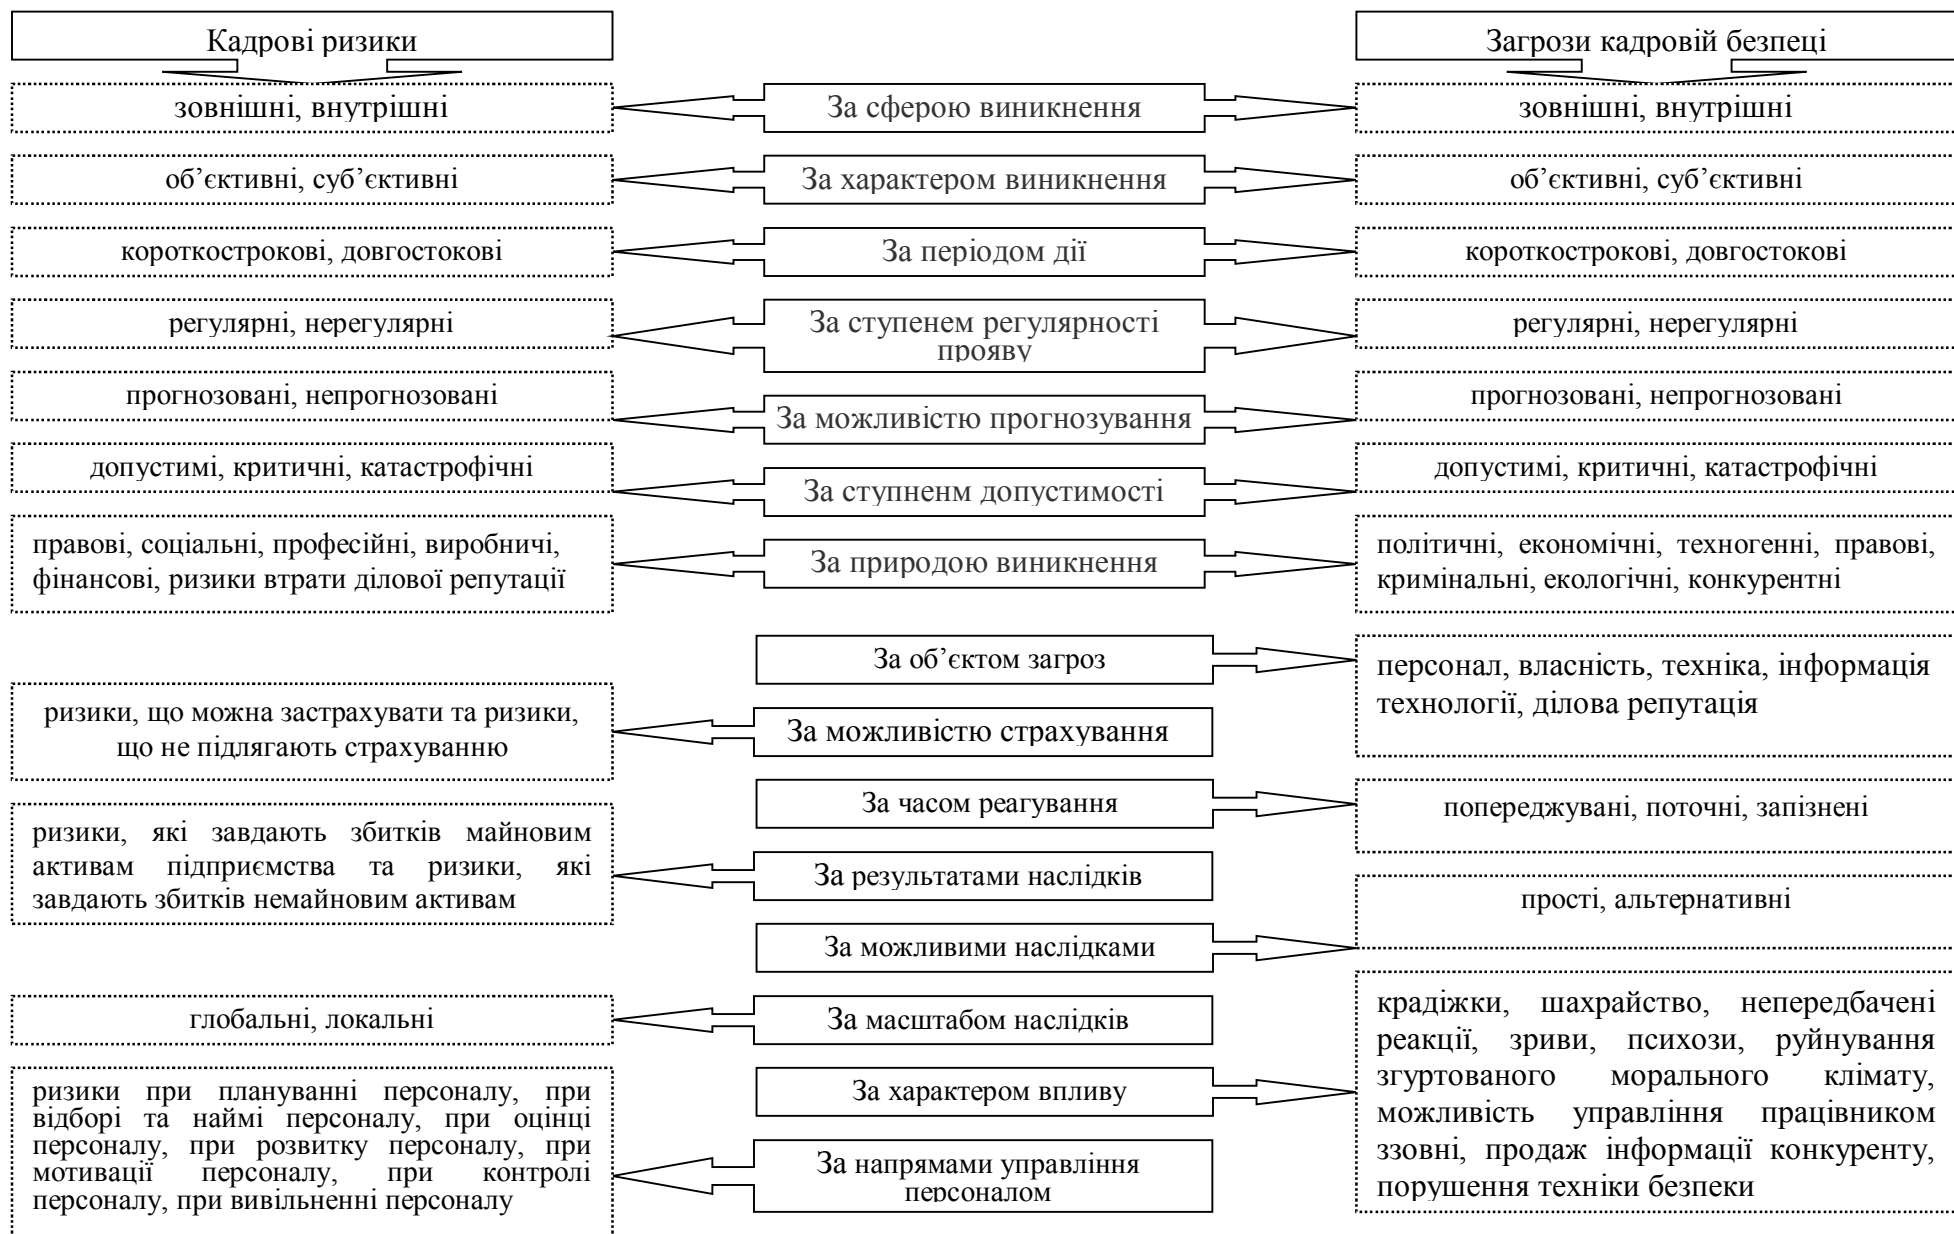 Кадрові ризики
Загрози кадровій безпеці
зовнішні, внутрішні
За сферою виникнення
зовнішні, внутрішні
об’єктивні, суб’єктивні
За характером виникнення
об’єктивні, суб’єктивні
короткострокові, довгостокові
За періодом дії
короткострокові, довгостокові
регулярні, нерегулярні
За ступенем регулярності
прояву
регулярні, нерегулярні
прогнозовані, непрогнозовані
За можливістю прогнозування
прогнозовані, непрогнозовані
допустимі, критичні, катастрофічні
За ступненм допустимості
допустимі, критичні, катастрофічні
правові, соціальні, професійні, виробничі,
фінансові, ризики втрати ділової репутації
За природою виникнення
політичні, економічні, техногенні, правові,
кримінальні, екологічні, конкурентні
За об’єктом загроз
персонал, власність, техніка, інформація
технології, ділова репутація
ризики, що можна застрахувати та ризики,
що не підлягають страхуванню
За можливістю страхування
За часом реагування
попереджувані, поточні, запізнені
ризики, які завдають збитків майновим
активам підприємства та ризики, які
завдають збитків немайновим активам
За результатами наслідків
прості, альтернативні
За можливими наслідками
глобальні, локальні
За масштабом наслідків
крадіжки, шахрайство, непередбачені
реакції, зриви, психози, руйнування
згуртованого морального клімату,
можливість управління працівником
ззовні, продаж інформації конкуренту,
порушення техніки безпеки
За характером впливу
ризики при плануванні персоналу, при
відборі та наймі персоналу, при оцінці
персоналу, при розвитку персоналу, при
мотивації персоналу, при контролі
персоналу, при вивільненні персоналу
За напрямами управління
персоналом